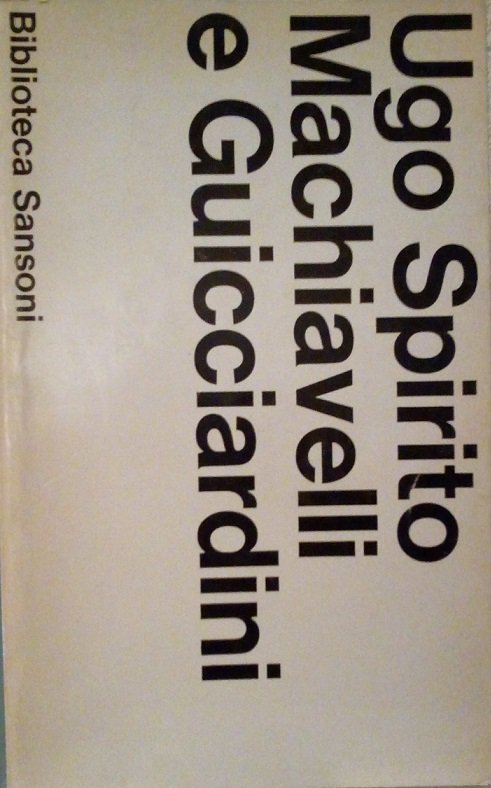 Ugo Spirito
Machiavelli
e Guicciardini
Biblioteca Sansoni